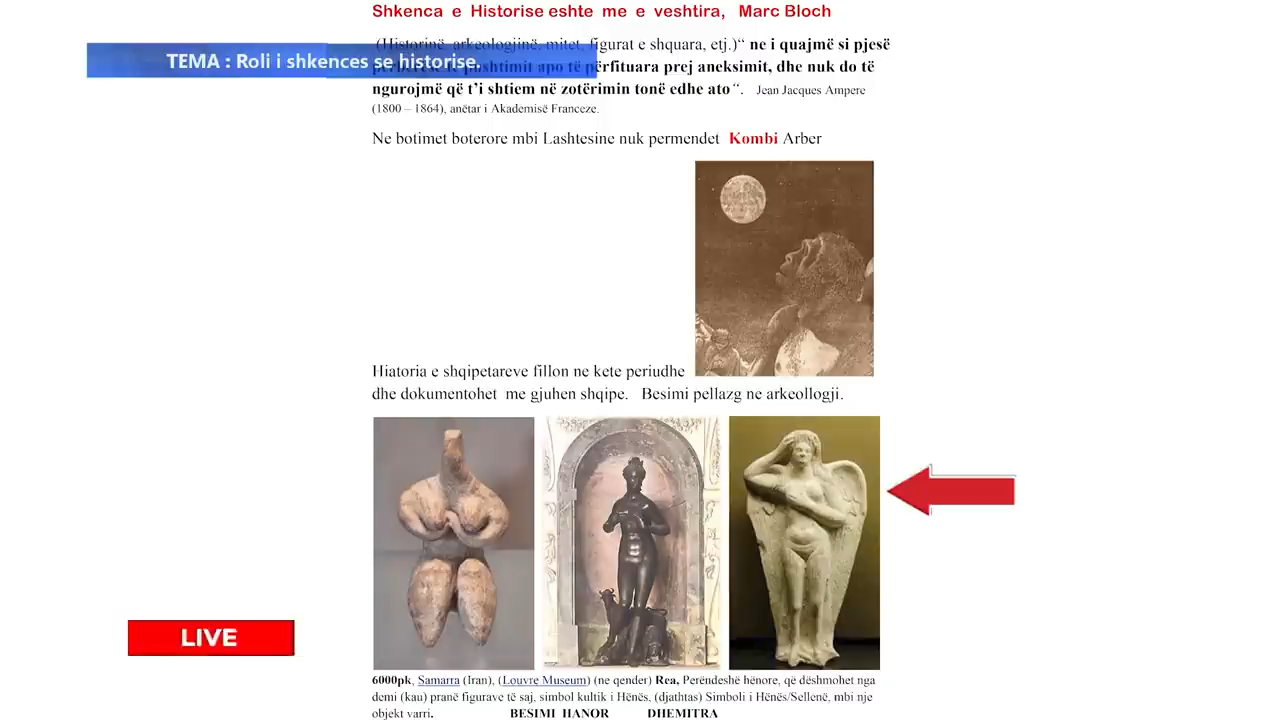 Shkenca e Historise eshte me e veshtira, Marc Bloch
(Historinë, arkeologjinë, mitet, figurat e shquara, etj.)“ ne i quajmë si pjesë
TEMA : Roli i shkences se historise.
pushtimit apo të përfituara prej aneksimit, dhe nuk do të
ngurojmë që t’i shtiem në zotërimin tonë edhe ato“. Jean Jacques Ampere
(1800 – 1864), anëtar i Akademisë Franceze.
Ne botimet boterore mbi Lashtesine nuk permendet Kombi Arber
Hiatoria e shqipetareve fillon ne kete periudhe
dhe dokumentohet me gjuhen shqipe. Besimi pellazg ne arkeollogji.
LIVE
6000pk, Samarra (Iran), (Louvre Museum) (ne qender) Rea, Perëndeshë hënore, që dëshmohet nga
demi (kau) pranë figurave të saj, simbol kultik i Hënës, (djathtas) Simboli i Hënës/Sellenë, mbi nje
objekt varri. BESIMI HANOR DHEMITRA